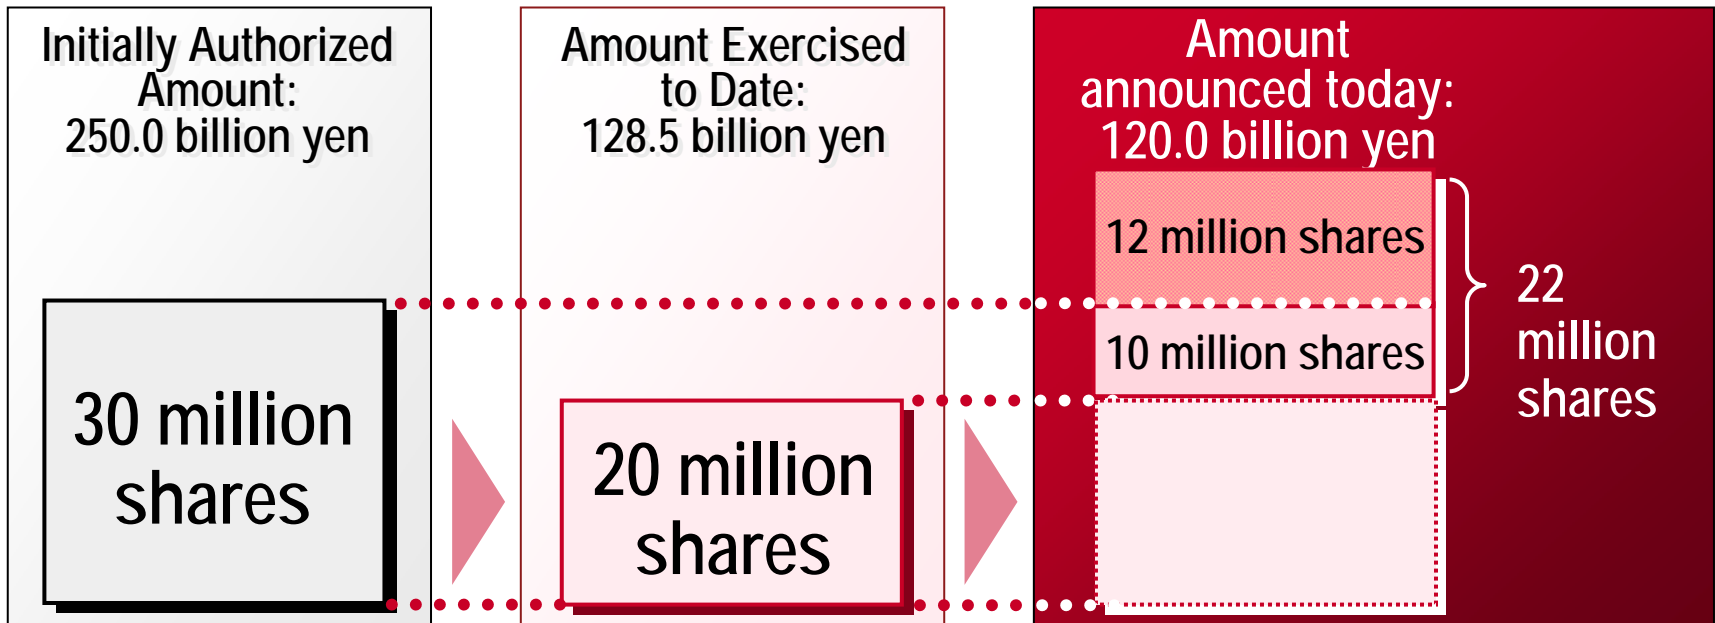 Initially Authorized
Amount:
250.0 billion yen
30 million
shares
Amount Exercised
to Date:
128.5 billion yen
20 million
shares
Amount
announced today:
120.0 billion yen
12 million shares
10 million shares
22
million
shares